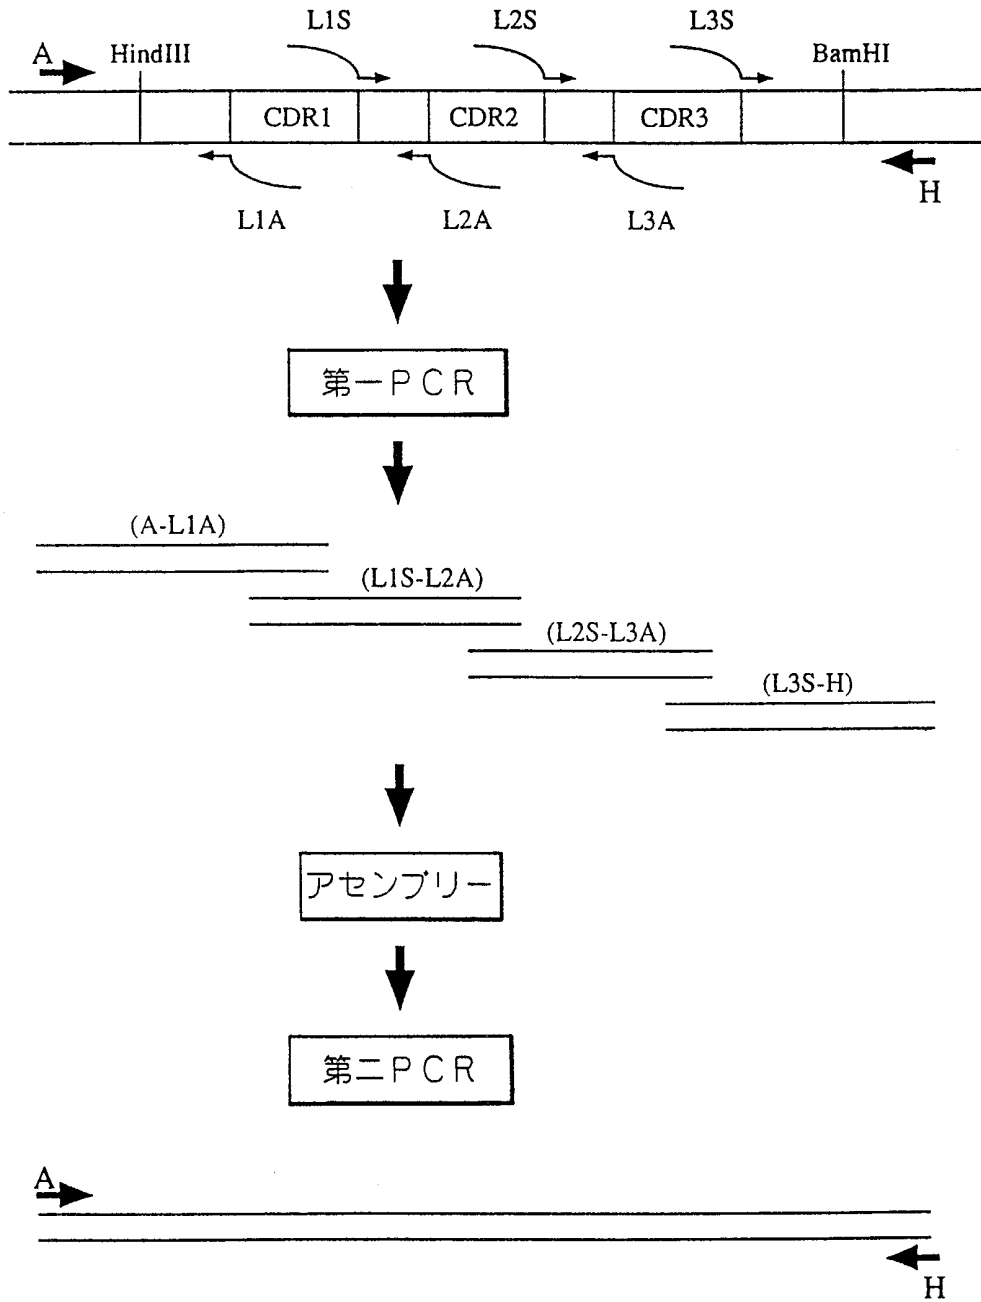 L1S L2S L3S
A HindIII BamHI
CDR1 CDR2 CDR3
H
L1A L2A L3A
第一PCR
(A-L1A)
(L1S-L2A)
(L2S-L3A)
(L3S-H)
アセンブリー
第二PCR
A
H